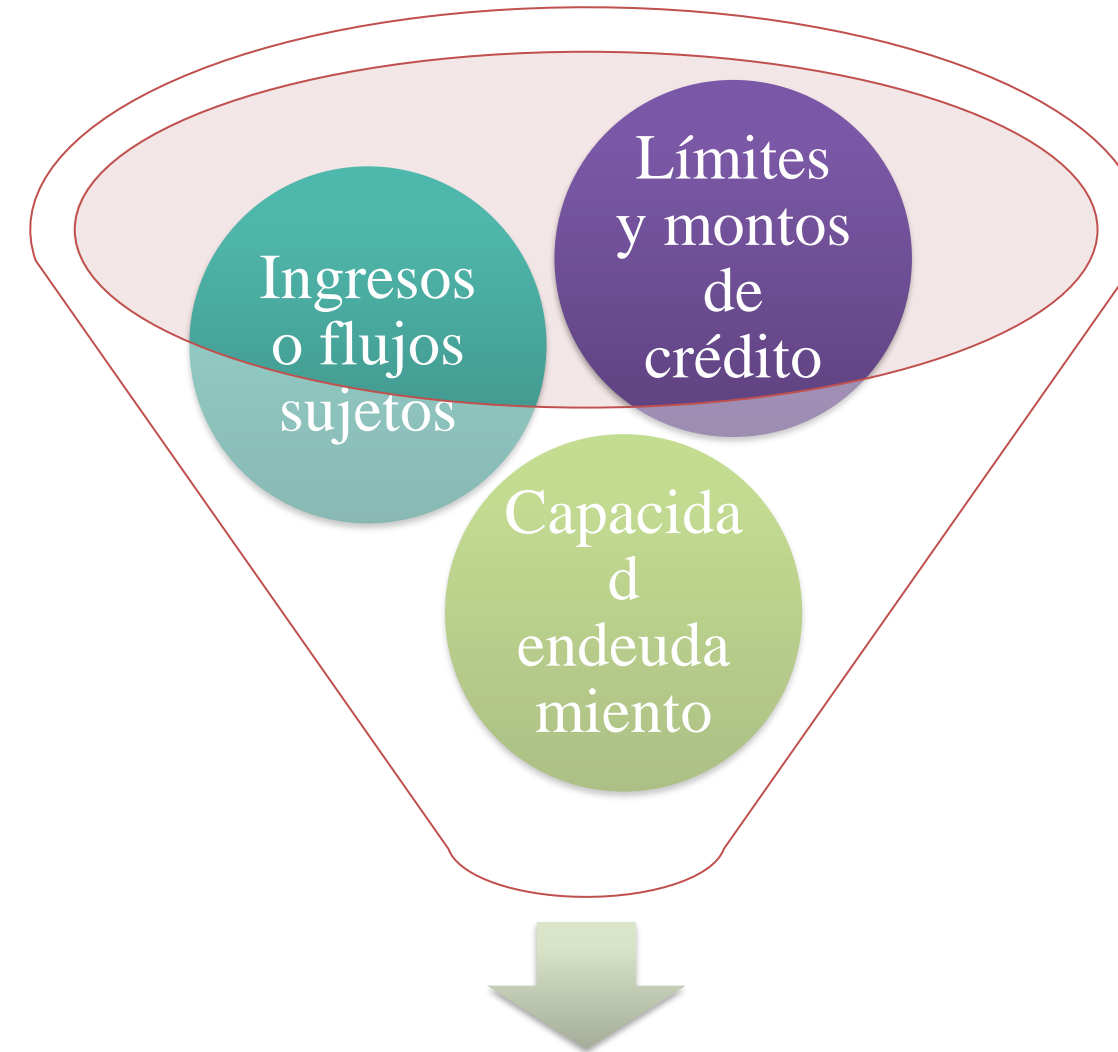 Ingresos
o flujos
sujetos
Límites
y montos
de
crédito
Capacida
d
endeuda
miento